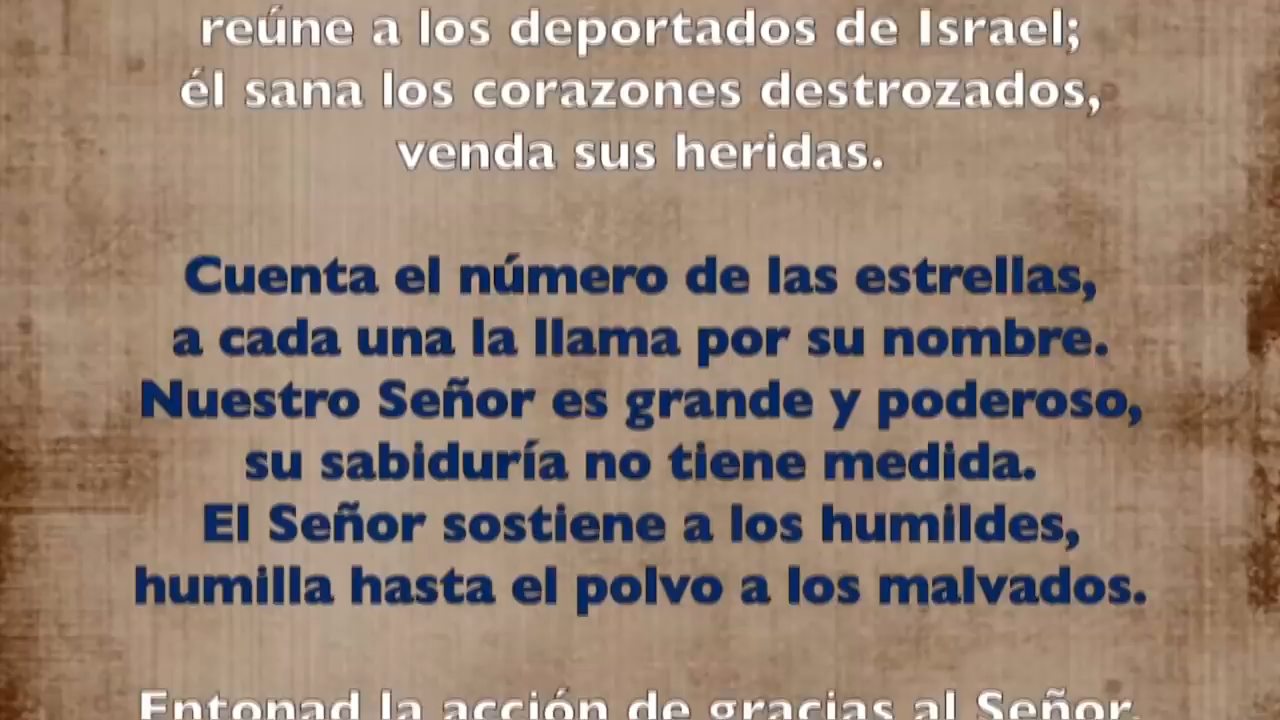 reúne a los deportados de Israel;
él sana los corazones destrozados,
venda sus heridas.
Cuenta el número de las estrellas,
a cada una la llama por su nombre.
Nuestro Señor es grande y poderoso,
su sabiduría no tiene medida.
El Señor sostiene a los humildes,
humilla hasta el polvo a los malvados.
Entonad la acción de gracias al Señor,